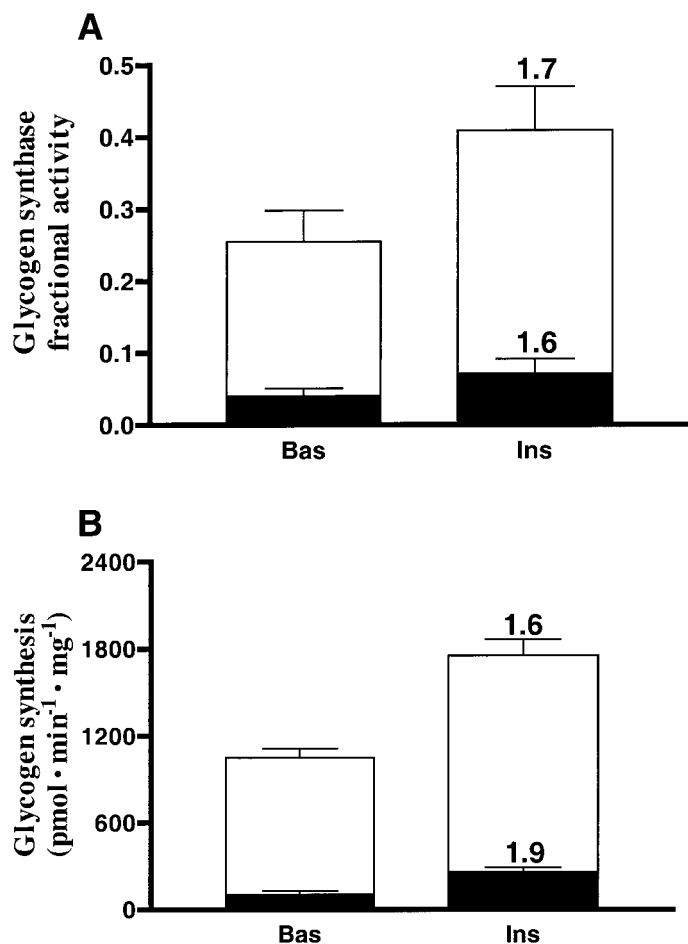 A
Glycogen synthase
fractional activity
0.5
0.4
0.3
0.2
0.1
0.0
1.7
1.6
Bas Ins
B
Glycogen synthesis
(pmol • min-1 • mg-1)
2400
1800
1200
600
0
1.6
1.9
Bas Ins